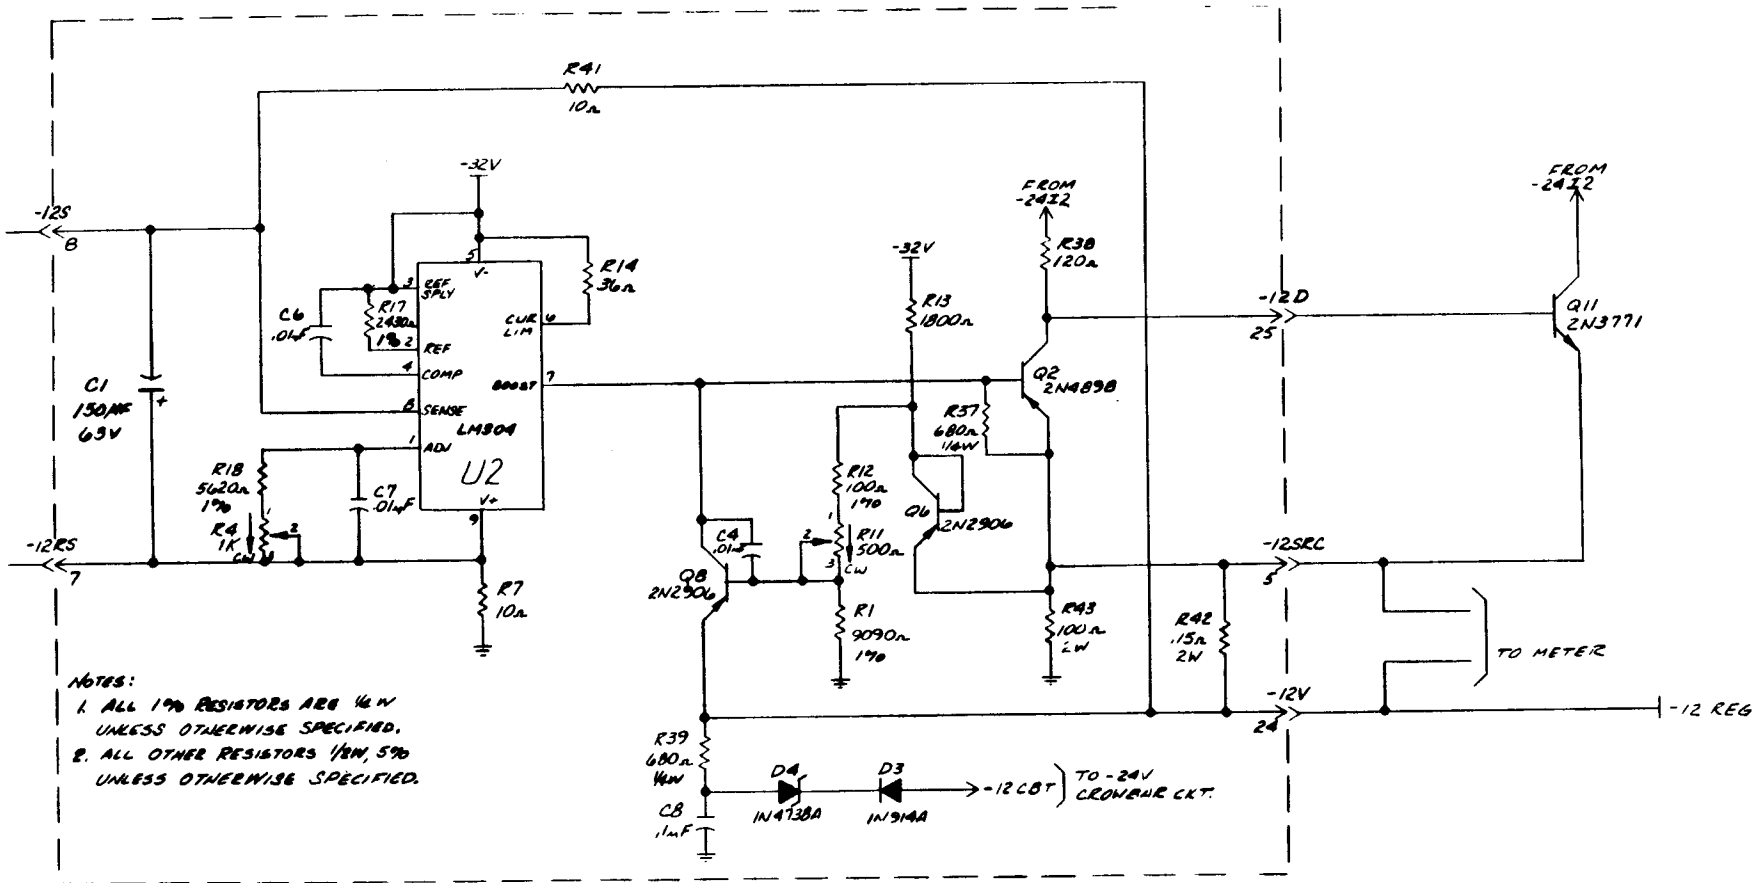 R41
10Ω
-32V
FROM
-24I2
FROM
-24I2
-12S
8
5
V-
R14
36Ω
-32V
R38
120Ω
3
REF
SPLY
C6
.01µF
R17
2430Ω
1%
2
REF
CUR
LIM
6
R13
1800Ω
-12D
25
Q11
2N3771
4
COMP
BOOST
7
Q2
2N4898
C1
150µF
63V
+
8
SENSE
LM304
R37
680Ω
1/4W
1
ADJ
U2
R18
5620Ω
1%
C7
.01µF
V+
9
R12
100Ω
1%
Q6
2N2906
1
R4
1K
CW
2
C4
1
2
R11
500Ω
3
CW
-12RS
7
-12SRC
5
Q8
2N2906
R7
10Ω
R1
9090Ω
1%
R43
100Ω
2W
R42
.15Ω
2W
TO METER
NOTES:
1. ALL 1% RESISTORS ARE 1/4 W
UNLESS OTHERWISE SPECIFIED.
2. ALL OTHER RESISTORS 1/2W, 5%
UNLESS OTHERWISE SPECIFIED.
-12V
24
-12 REG
R39
680Ω
1/4W
D4
1N4738A
D3
1N914A
-12CBT
TO -24V
CROWBAR CKT.
C8
.1MF